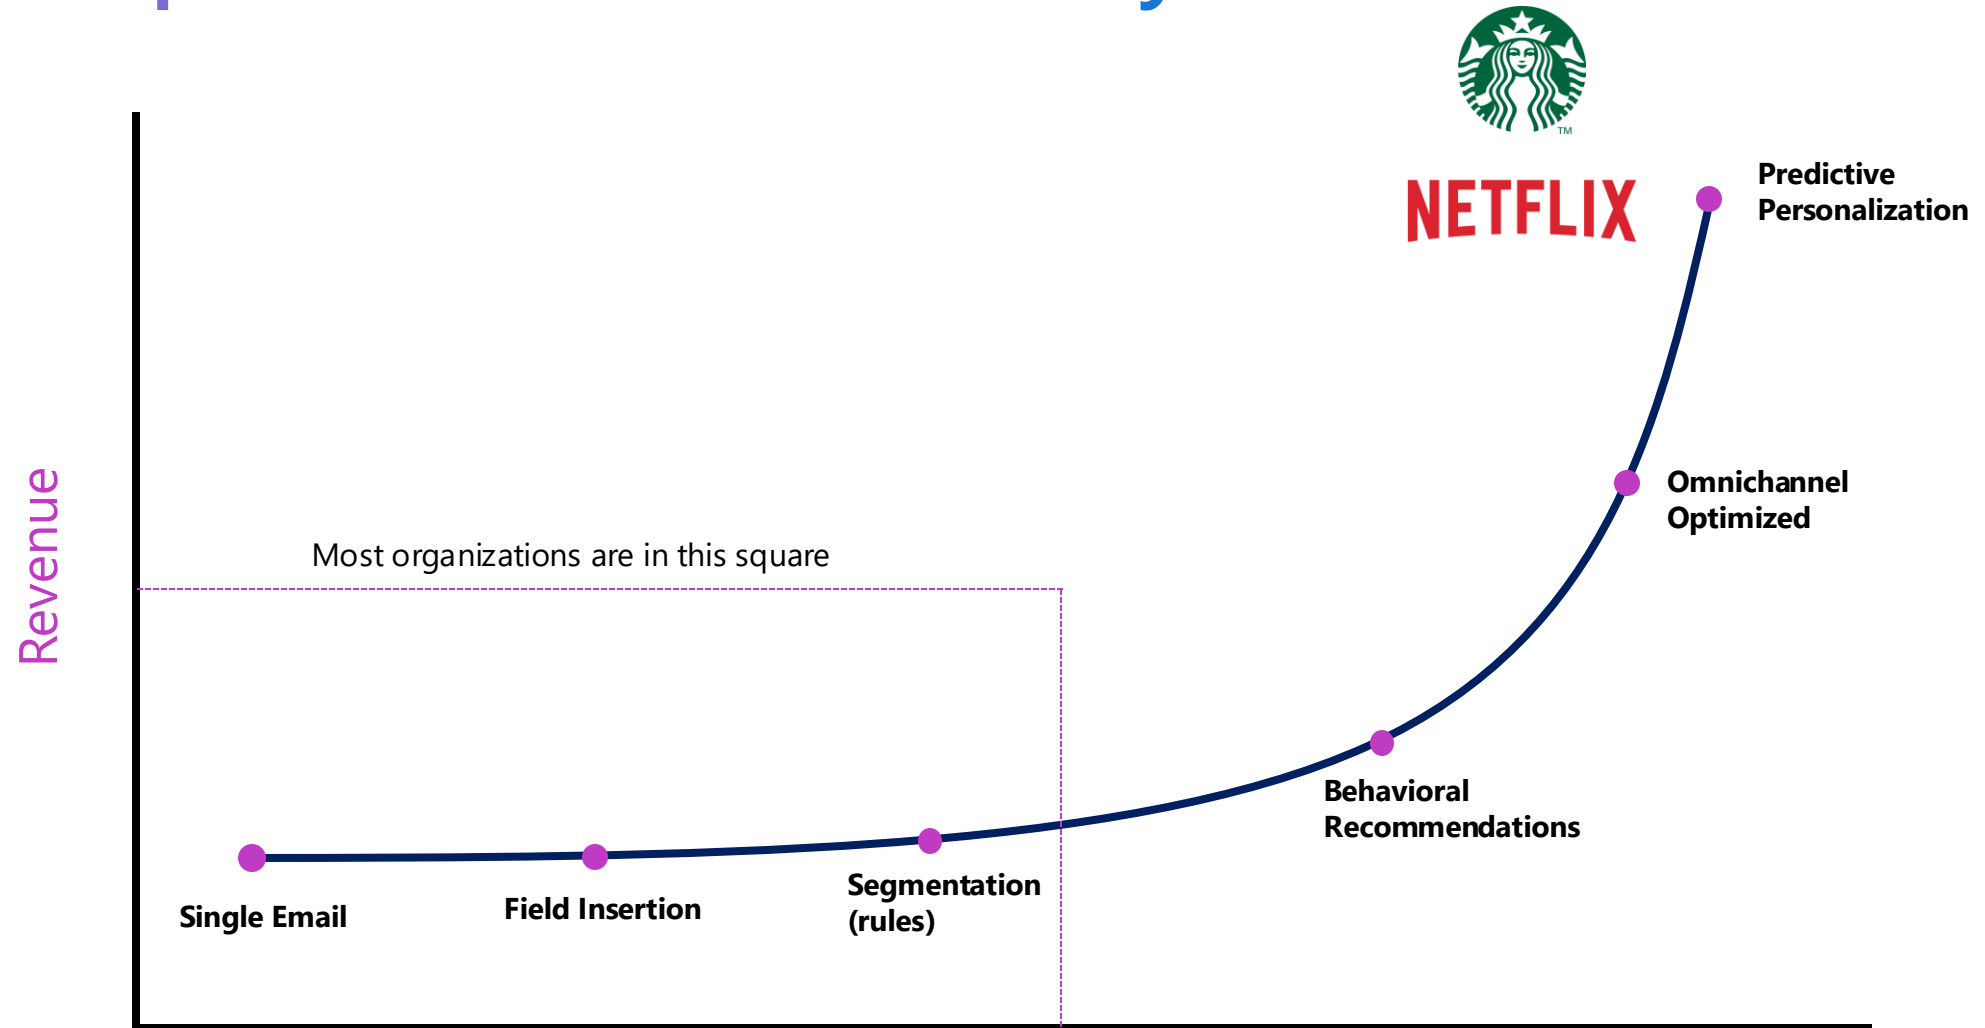 TM
NETFLIX
Predictive
Personalization
Omnichannel
Optimized
Revenue
Most organizations are in this square
Behavioral
Recommendations
Segmentation
(rules)
Field Insertion
Single Email